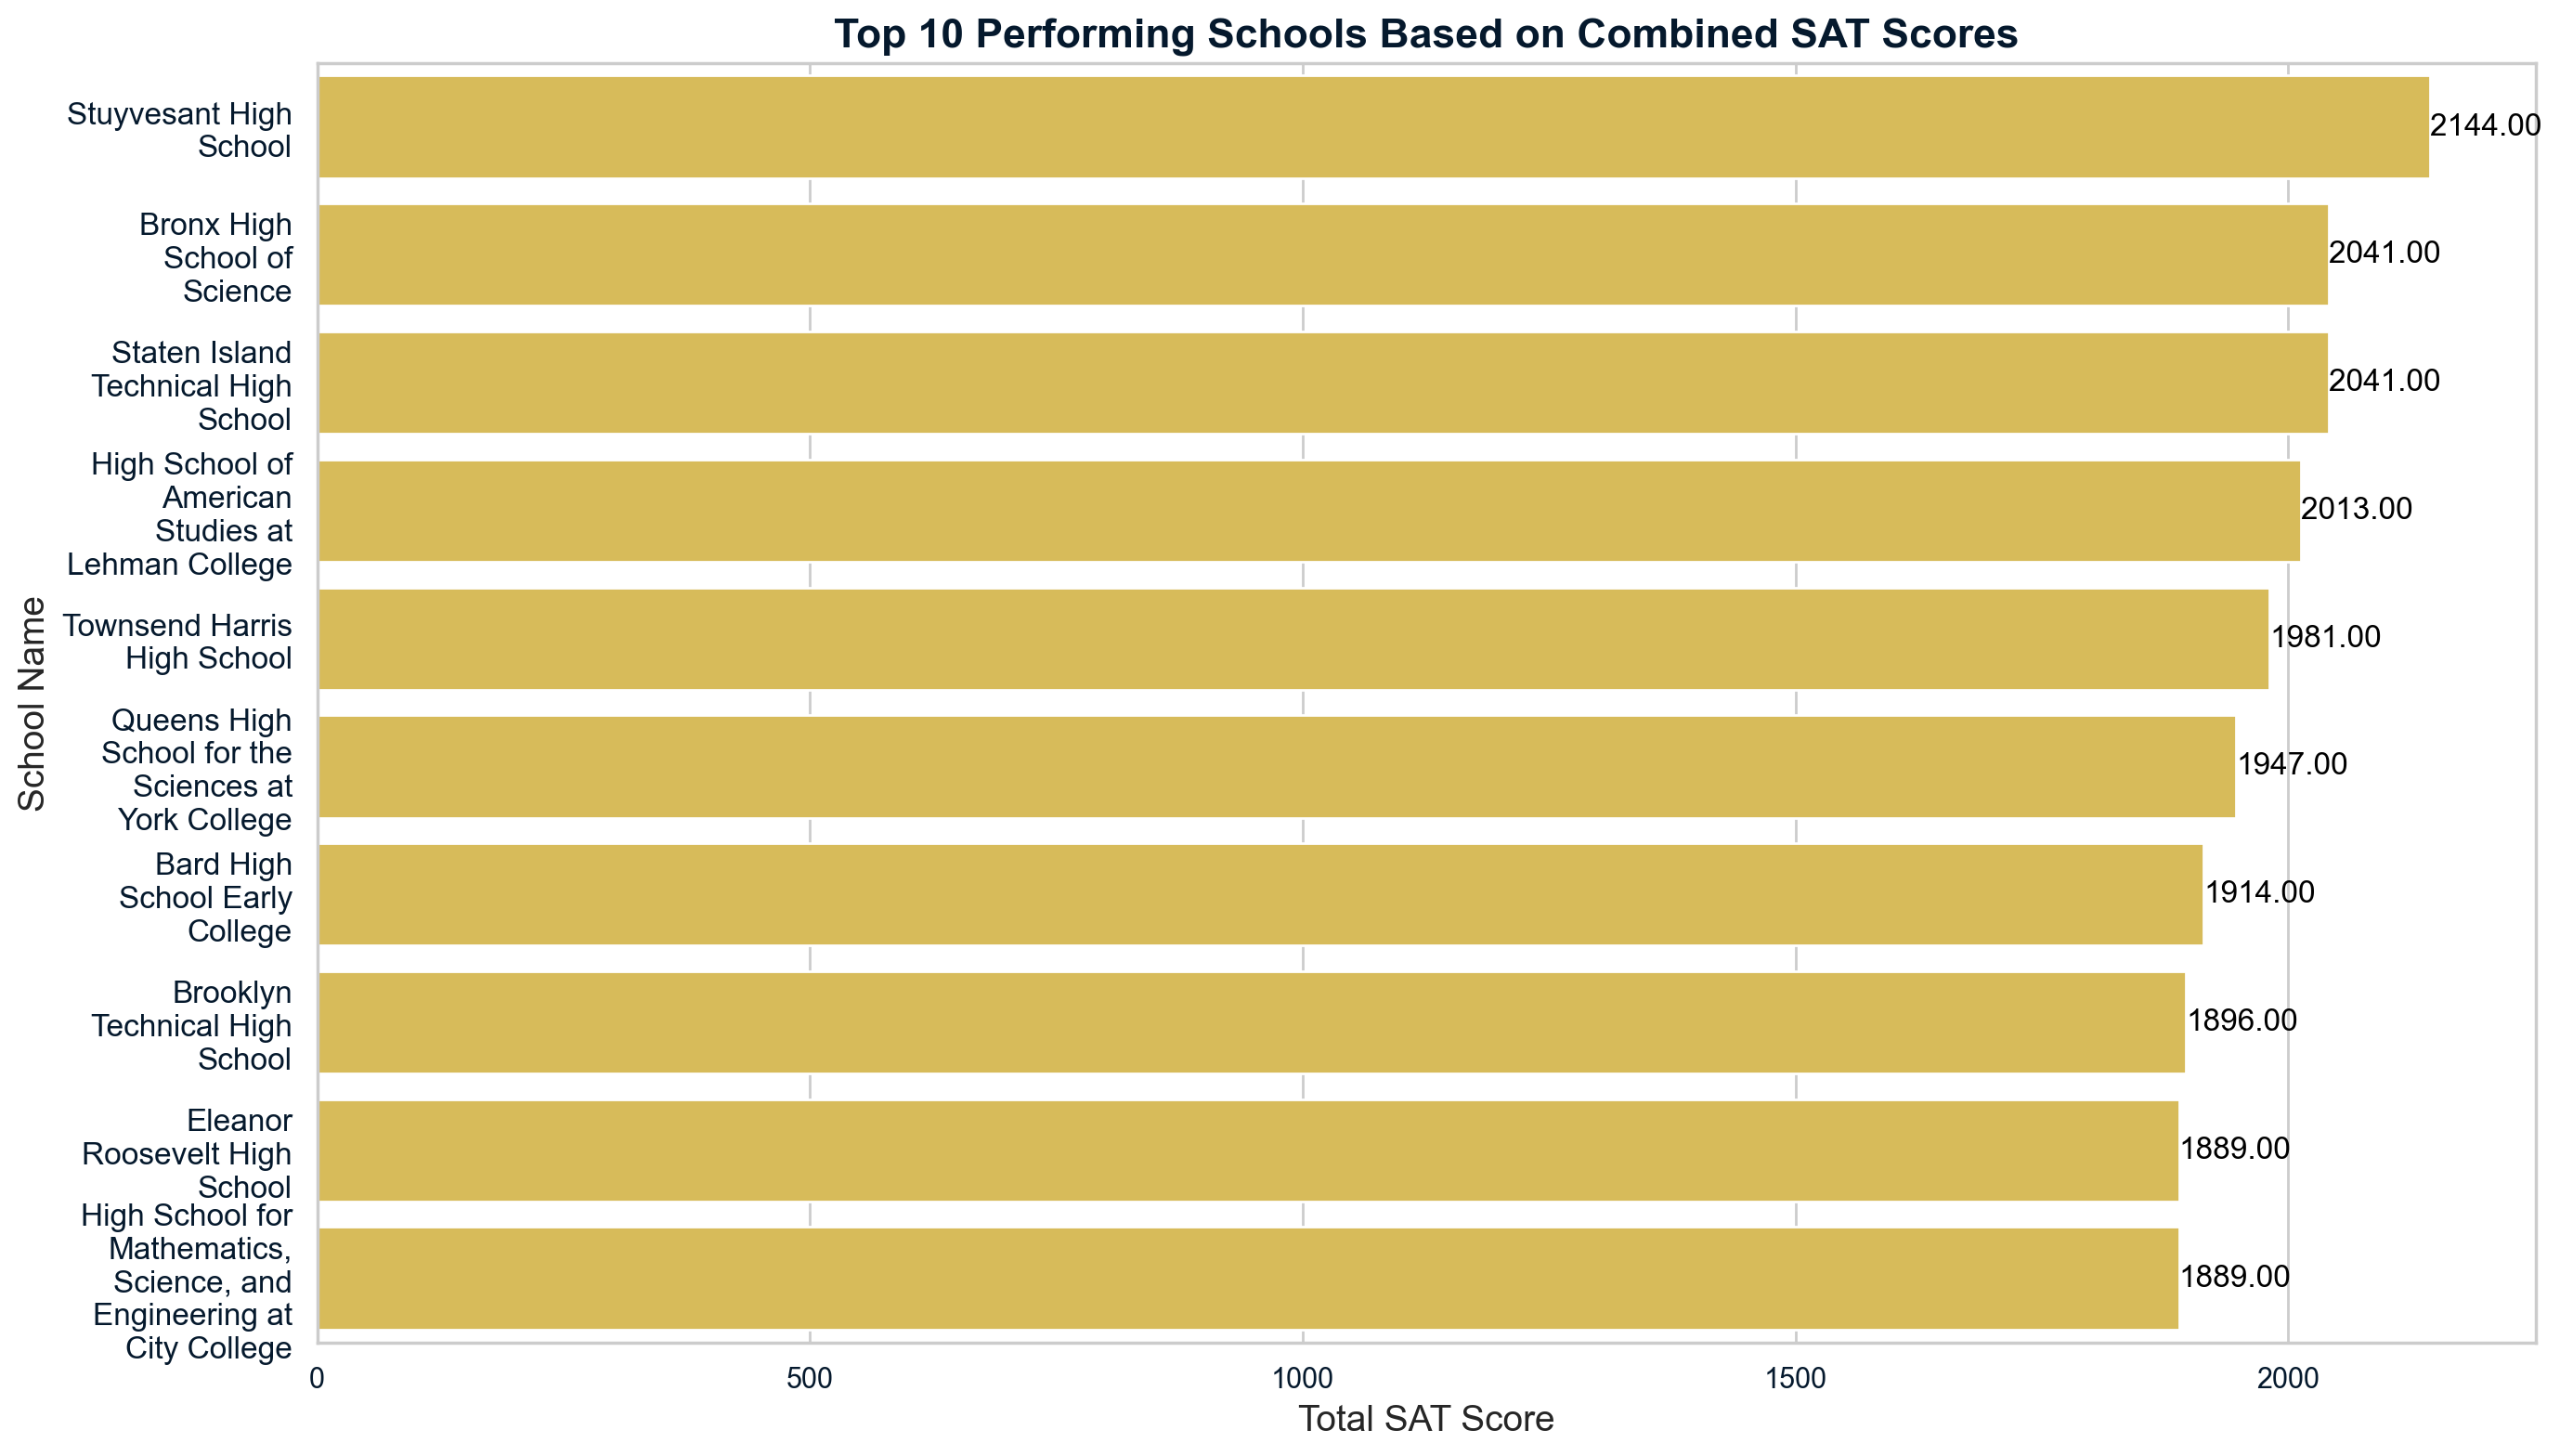 Top 10 Performing Schools Based on Combined SAT Scores
Stuyvesant High
School
2144.00
Bronx High
School of
Science
2041.00
Staten Island
Technical High
School
2041.00
High School of
American
Studies at
Lehman College
2013.00
Townsend Harris
High School
1981.00
Queens High
School for the
Sciences at
York College
1947.00
Bard High
School Early
College
1914.00
Brooklyn
Technical High
School
1896.00
Eleanor
Roosevelt High
School
1889.00
High School for
Mathematics,
Science, and
Engineering at
City College
1889.00
School Name
0 500 1000 1500 2000
Total SAT Score